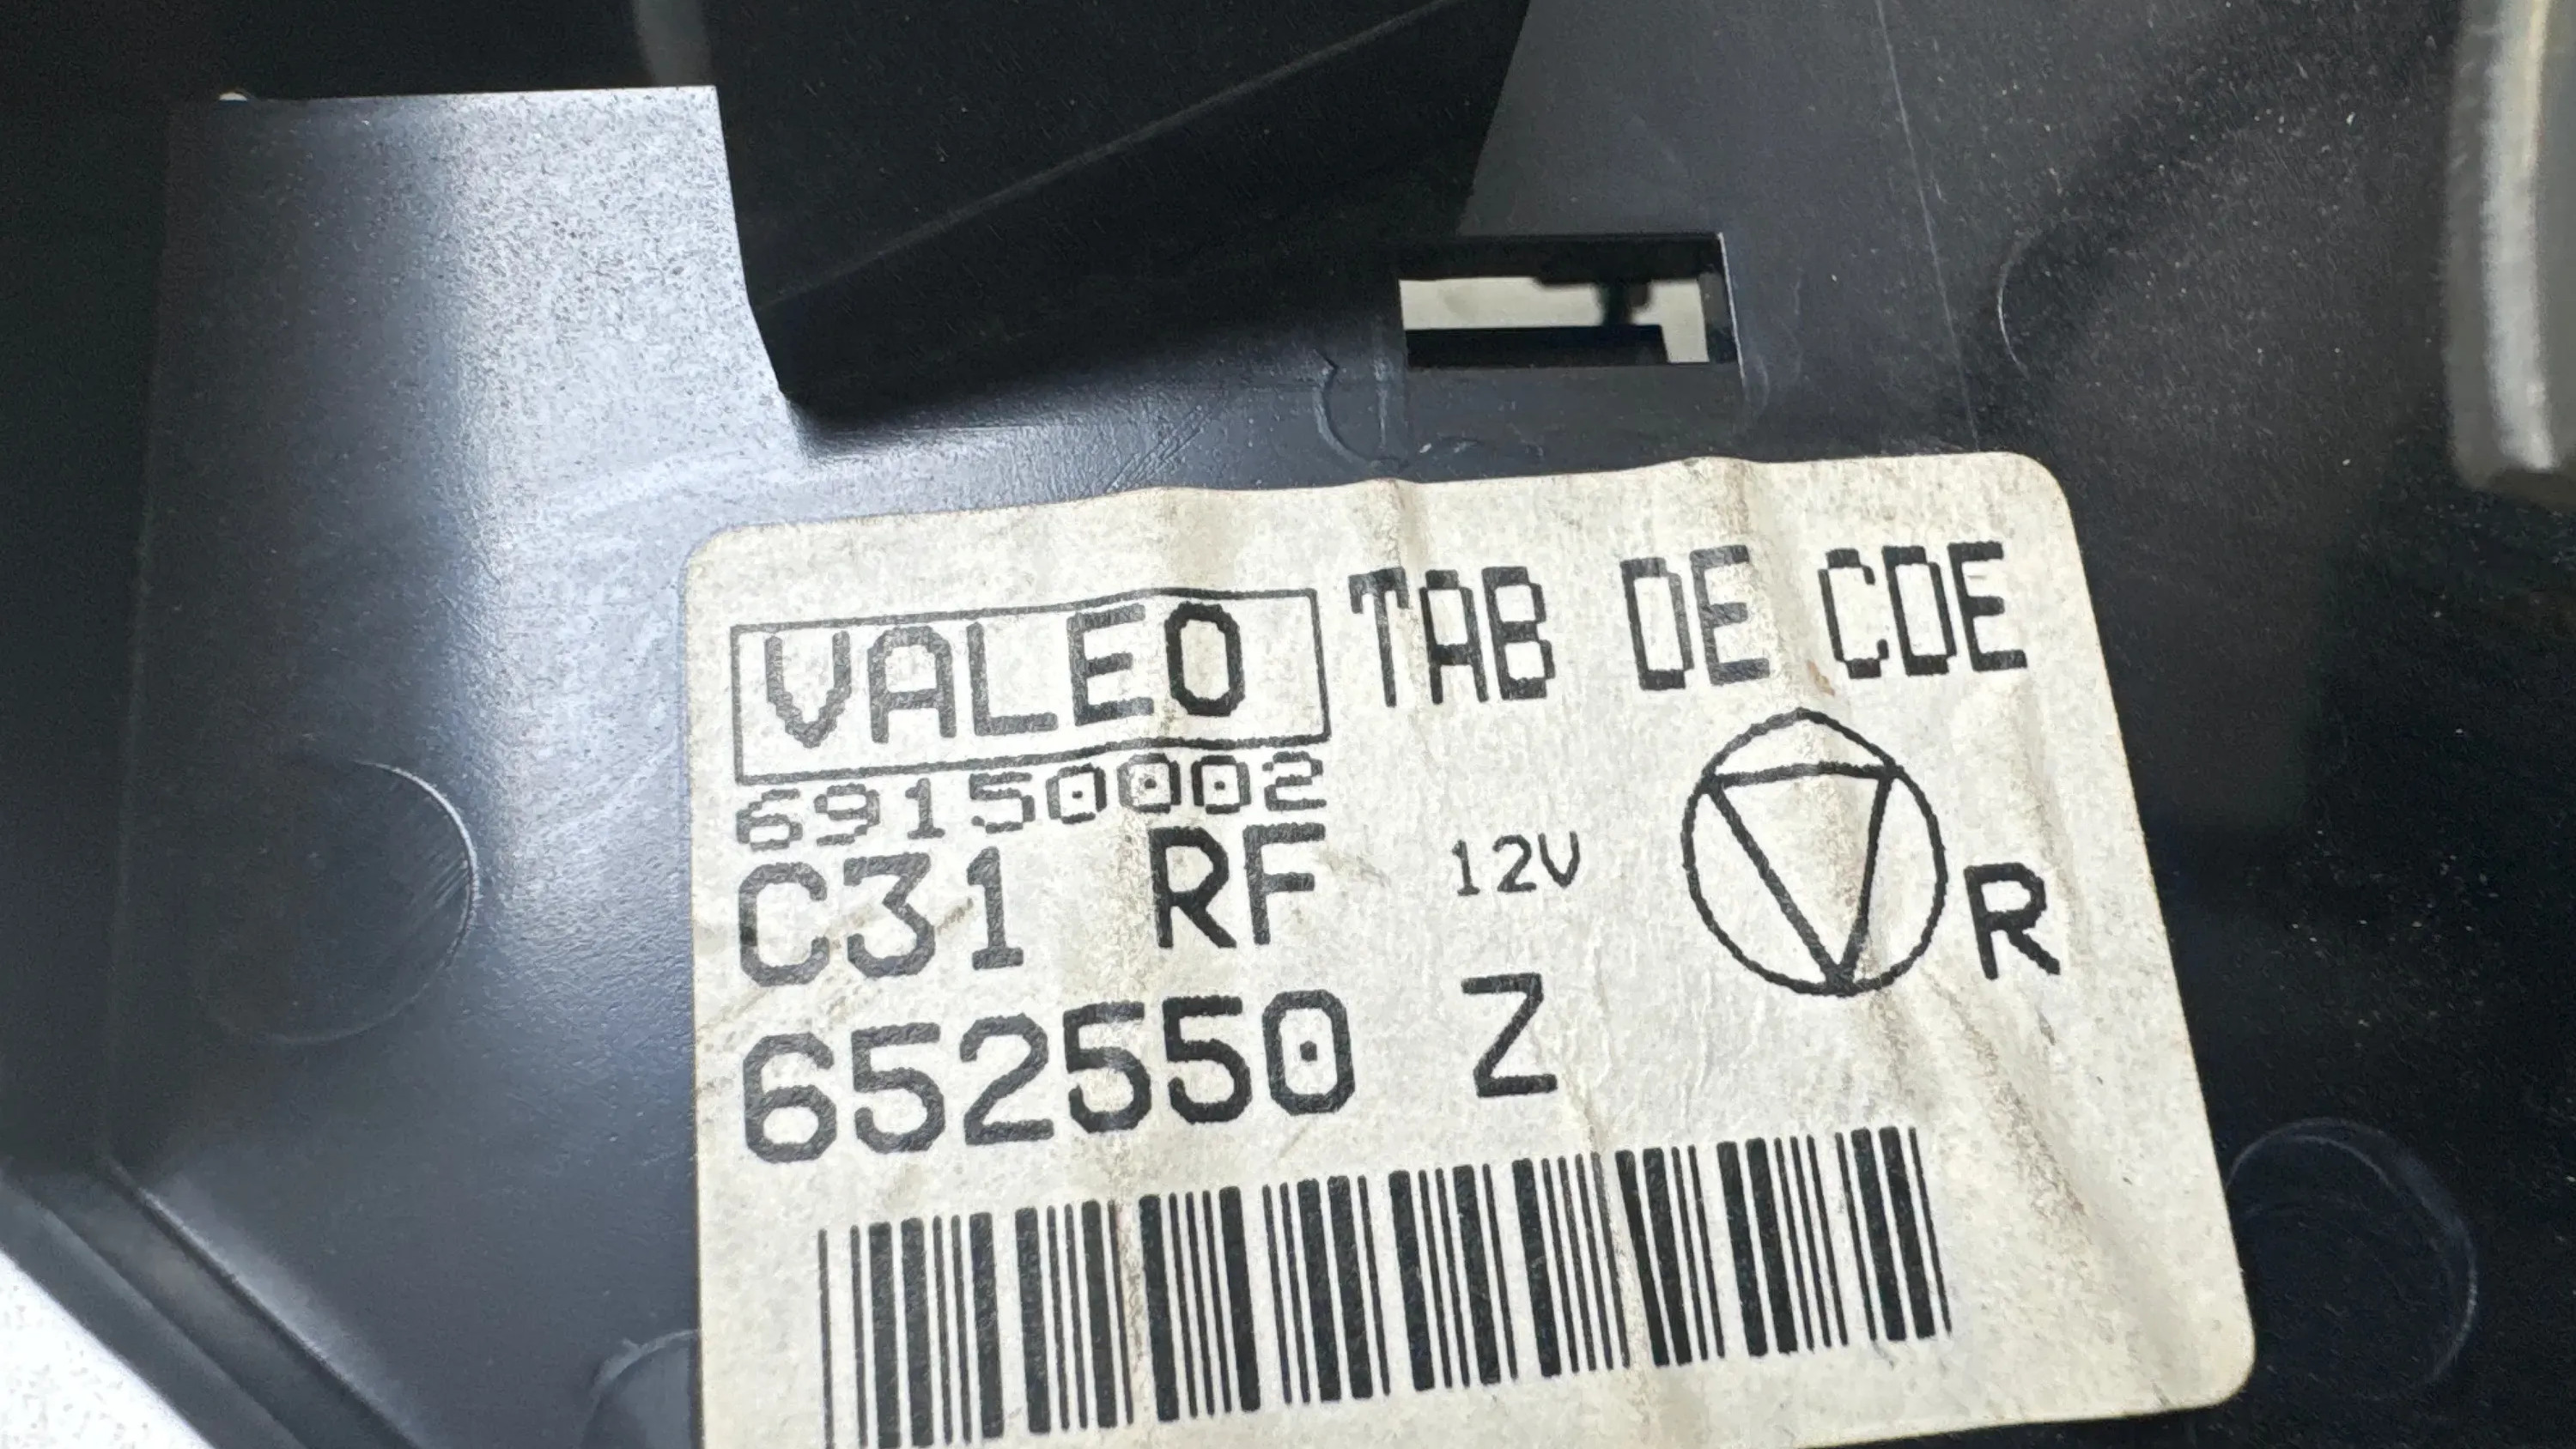 VALEO TAB DE CDE
69150002
C31 RF 12V R
652550 Z